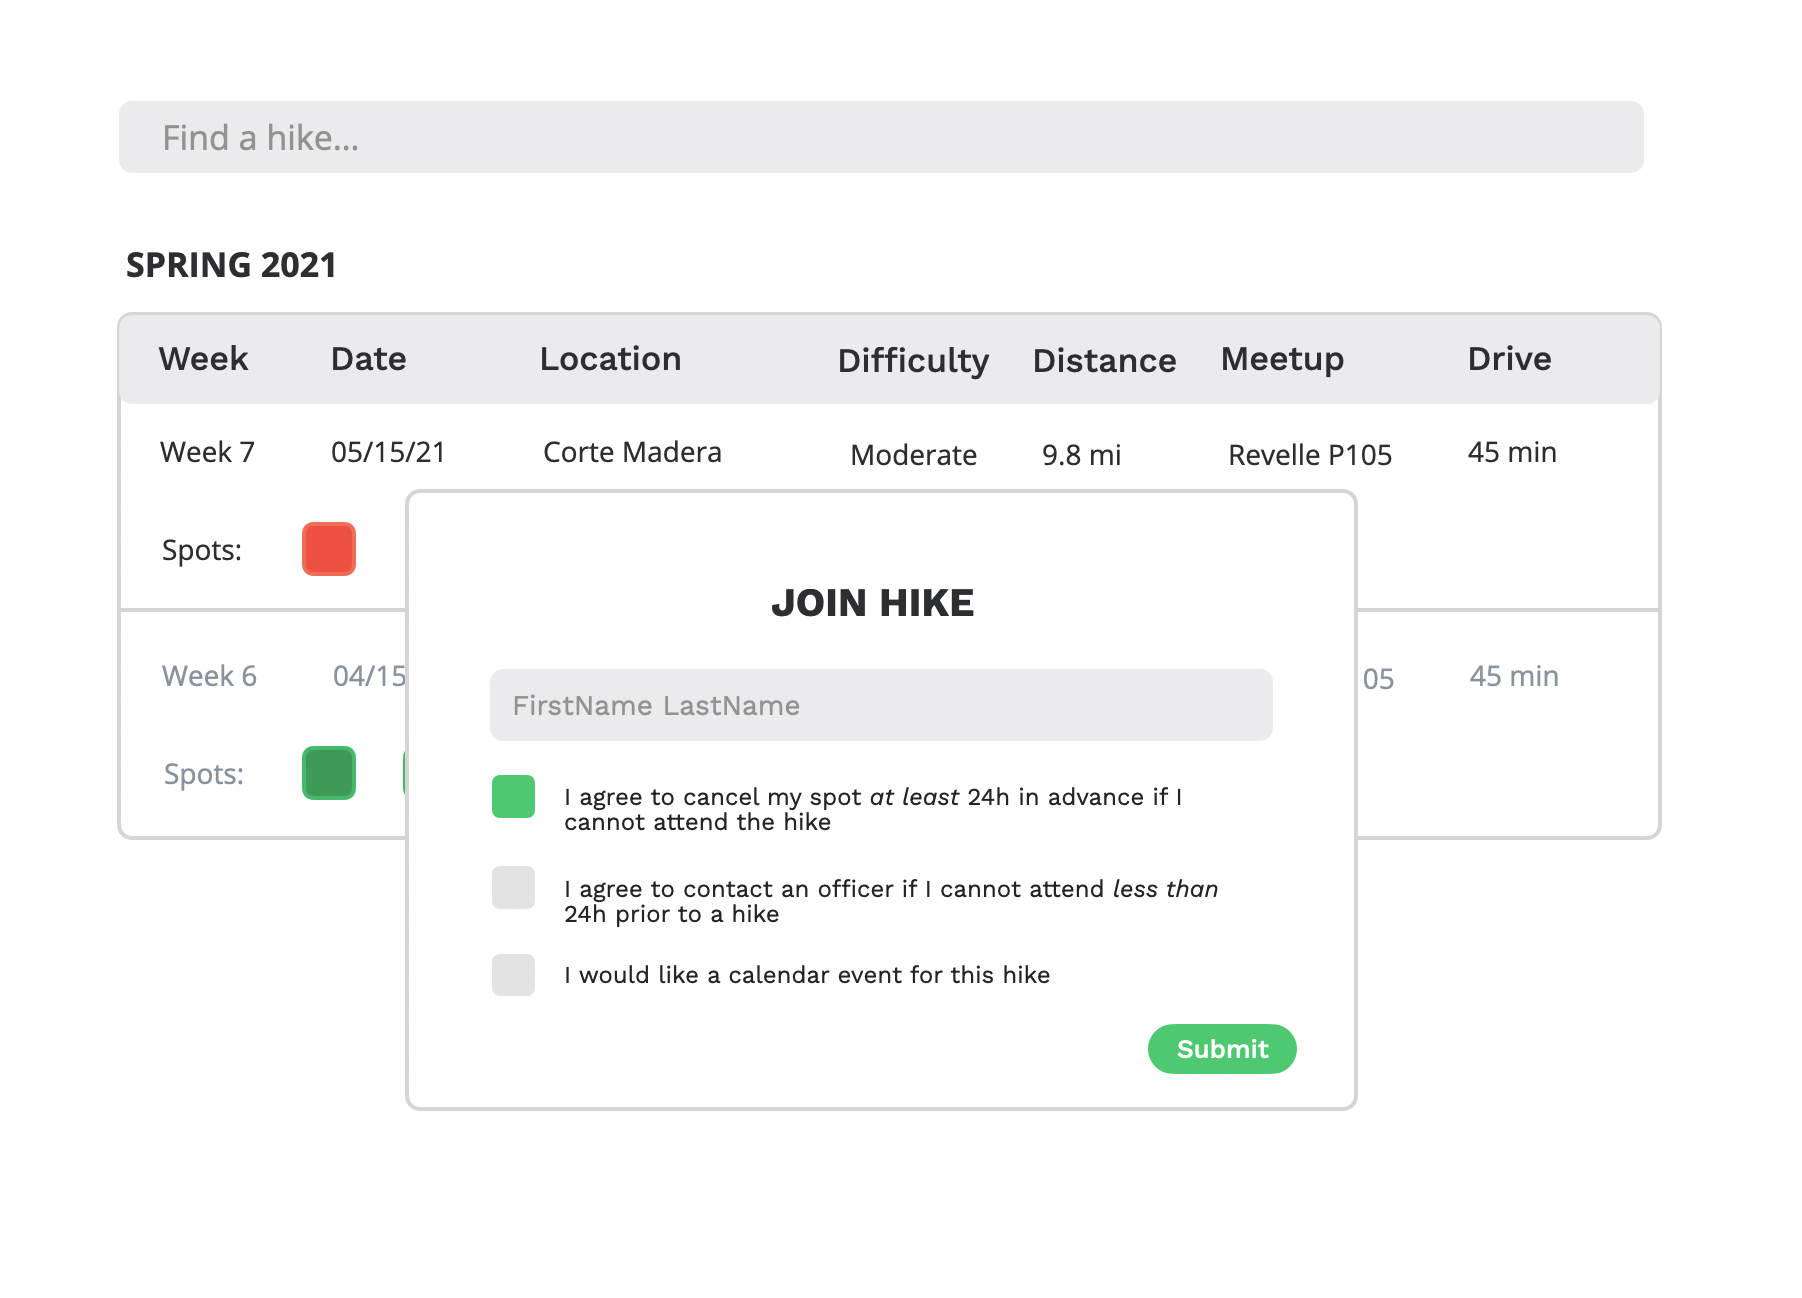 Find a hike...
SPRING 2021
Week Date Location Difficulty Distance Meetup Drive
Week 7 05/15/21 Corte Madera Moderate 9.8 mi Revelle P105 45 min
Spots:
JOIN HIKE
Week 6 04/15 05 45 min
FirstName LastName
Spots:
I agree to cancel my spot at least 24h in advance if I
cannot attend the hike
I agree to contact an officer if I cannot attend less than
24h prior to a hike
I would like a calendar event for this hike
Submit